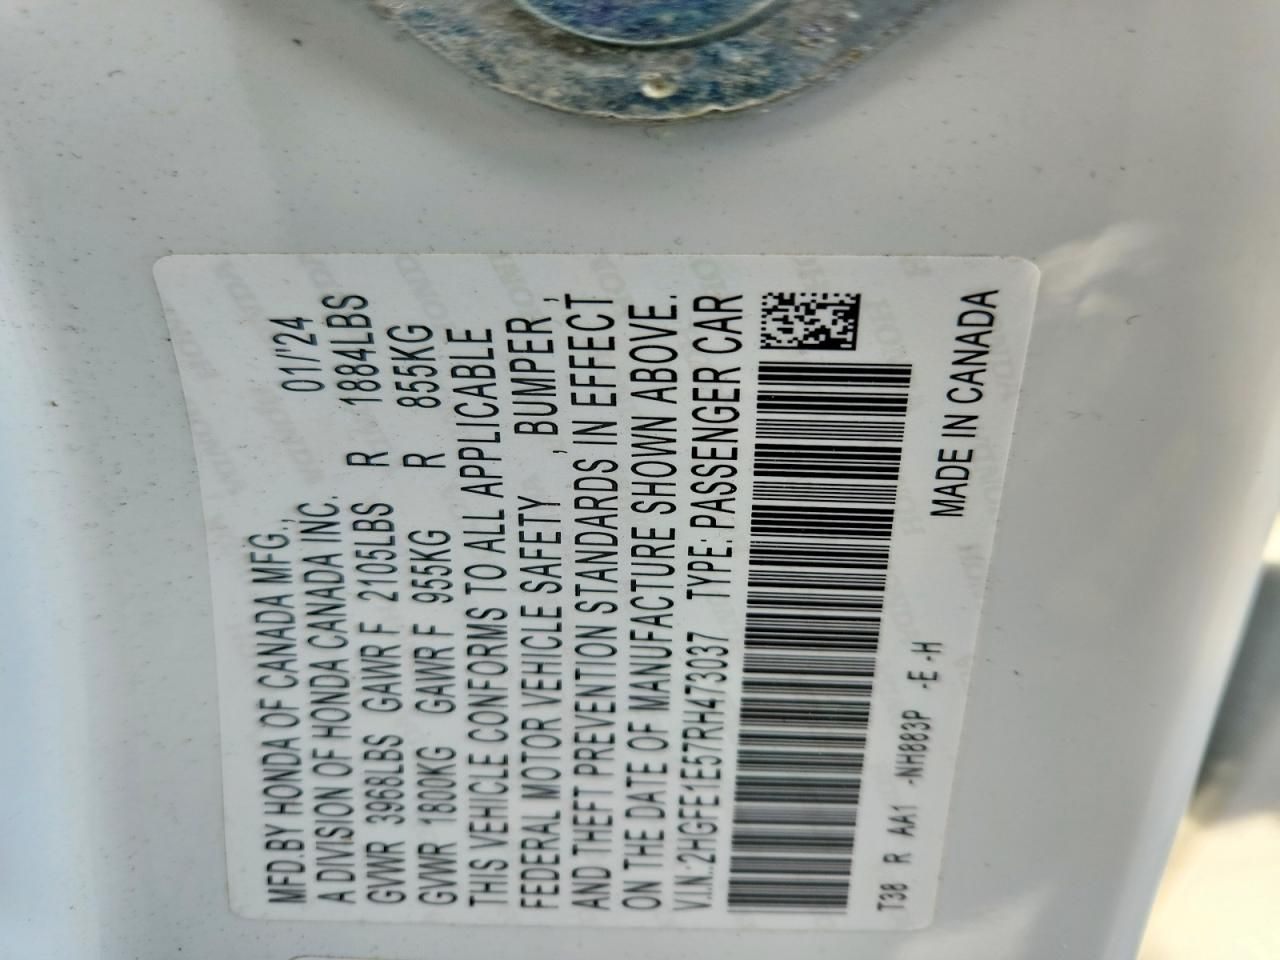 MFD.BY HONDA OF CANADA MFG.,
A DIVISION OF HONDA CANADA INC. 01/'24
GVWR 3968LBS GAWR F 2105LBS R 1884LBS
GVWR 1800KG GAWR F 955KG R 855KG
THIS VEHICLE CONFORMS TO ALL APPLICABLE
FEDERAL MOTOR VEHICLE SAFETY , BUMPER ,
AND THEFT PREVENTION STANDARDS IN EFFECT
ON THE DATE OF MANUFACTURE SHOWN ABOVE.
V.I.N.:2HGFE1E57RH473037 TYPE: PASSENGER CAR
T38 R AA1 -NH883P -E -H
MADE IN CANADA